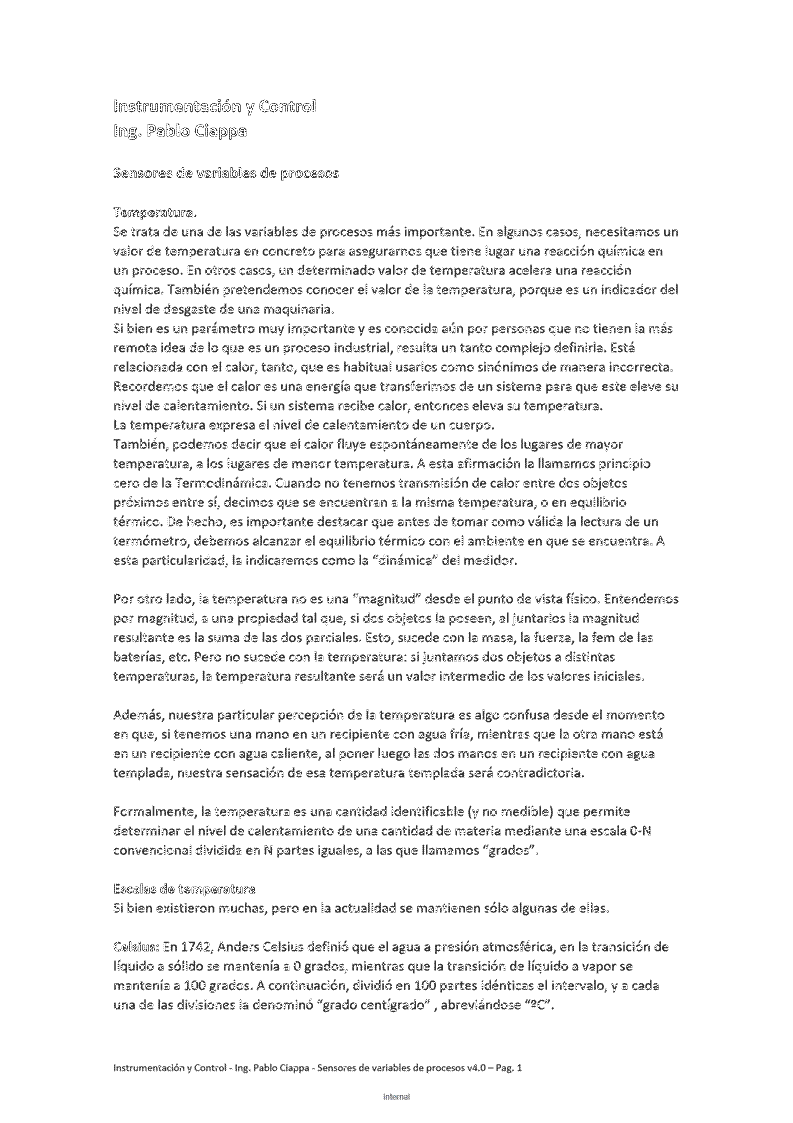 Instrumentación y Control
Ing. Pablo Ciappa
Sensores de variables de procesos
Temperatura.
Se trata de una de las variables de procesos más importante. En algunos casos, necesitamos un
valor de temperatura en concreto para asegurarnos que tiene lugar una reacción química en
un proceso. En otros casos, un determinado valor de temperatura acelera una reacción
química. También pretendemos conocer el valor de la temperatura, porque es un indicador del
nivel de desgaste de una maquinaria.
Si bien es un parámetro muy importante y es conocida aún por personas que no tienen la más
remota idea de lo que es un proceso industrial, resulta un tanto complejo definirla. Está
relacionada con el calor, tanto, que es habitual usarlos como sinónimos de manera incorrecta.
Recordemos que el calor es una energía que transferimos de un sistema para que este eleve su
nivel de calentamiento. Si un sistema recibe calor, entonces eleva su temperatura.
La temperatura expresa el nivel de calentamiento de un cuerpo.
También, podemos decir que el calor fluye espontáneamente de los lugares de mayor
temperatura, a los lugares de menor temperatura. A esta afirmación la llamamos principio
cero de la Termodinámica. Cuando no tenemos transmisión de calor entre dos objetos
próximos entre sí, decimos que se encuentran a la misma temperatura, o en equilibrio
térmico. De hecho, es importante destacar que antes de tomar como válida la lectura de un
termómetro, debemos alcanzar el equilibrio térmico con el ambiente en que se encuentra. A
esta particularidad, la indicaremos como la “dinámica” del medidor.
Por otro lado, la temperatura no es una “magnitud” desde el punto de vista físico. Entendemos
por magnitud, a una propiedad tal que, si dos objetos la poseen, al juntarlos la magnitud
resultante es la suma de las dos parciales. Esto, sucede con la masa, la fuerza, la fem de las
baterías, etc. Pero no sucede con la temperatura: si juntamos dos objetos a distintas
temperaturas, la temperatura resultante será un valor intermedio de los valores iniciales.
Además, nuestra particular percepción de la temperatura es algo confusa desde el momento
en que, si tenemos una mano en un recipiente con agua fría, mientras que la otra mano está
en un recipiente con agua caliente, al poner luego las dos manos en un recipiente con agua
templada, nuestra sensación de esa temperatura templada será contradictoria.
Formalmente, la temperatura es una cantidad identificable (y no medible) que permite
determinar el nivel de calentamiento de una cantidad de materia mediante una escala 0-N
convencional dividida en N partes iguales, a las que llamamos “grados”.
Escalas de temperatura
Si bien existieron muchas, pero en la actualidad se mantienen sólo algunas de ellas.
Celsius: En 1742, Anders Celsius definió que el agua a presión atmosférica, en la transición de
líquido a sólido se mantenía a 0 grados, mientras que la transición de líquido a vapor se
mantenía a 100 grados. A continuación, dividió en 100 partes idénticas el intervalo, y a cada
una de las divisiones la denominó “grado centígrado” , abreviándose “ºC”.
Instrumentación y Control - Ing. Pablo Ciappa - Sensores de variables de procesos v4.0 – Pag. 1
Internal